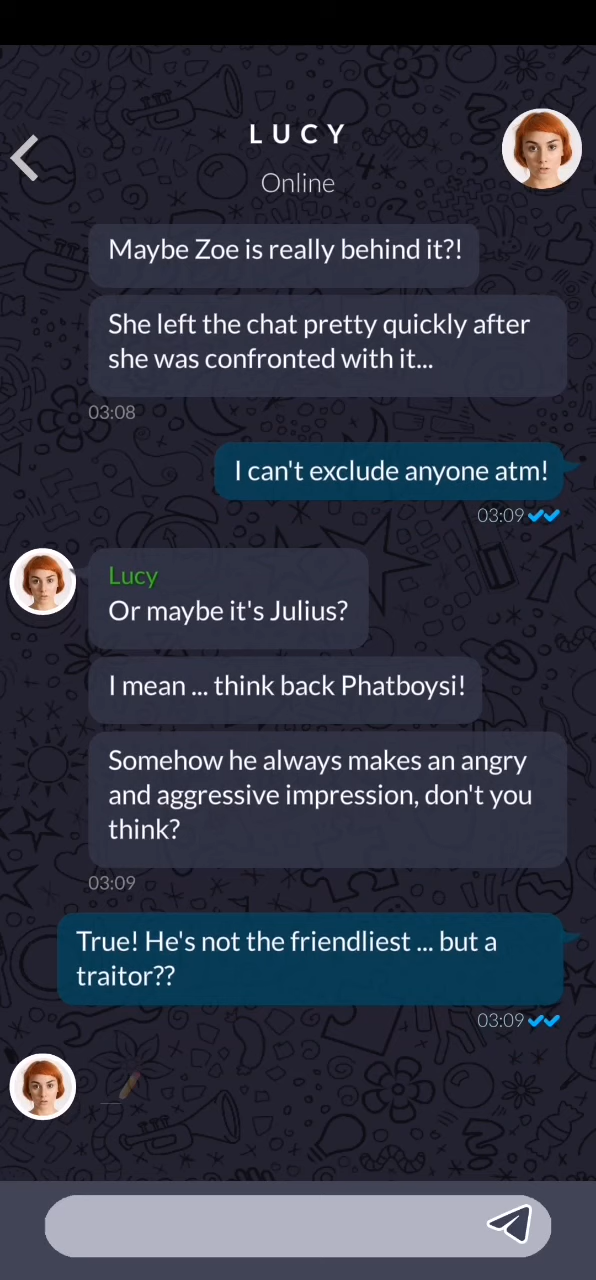 LUCY
Online
Maybe Zoe is really behind it?!
She left the chat pretty quickly after
she was confronted with it...
03:08
I can't exclude anyone atm!
03:09
Lucy
Or maybe it's Julius?
I mean ... think back Phatboysi!
Somehow he always makes an angry
and aggressive impression, don't you
think?
03:09
True! He's not the friendliest ... but a
traitor??
03:09